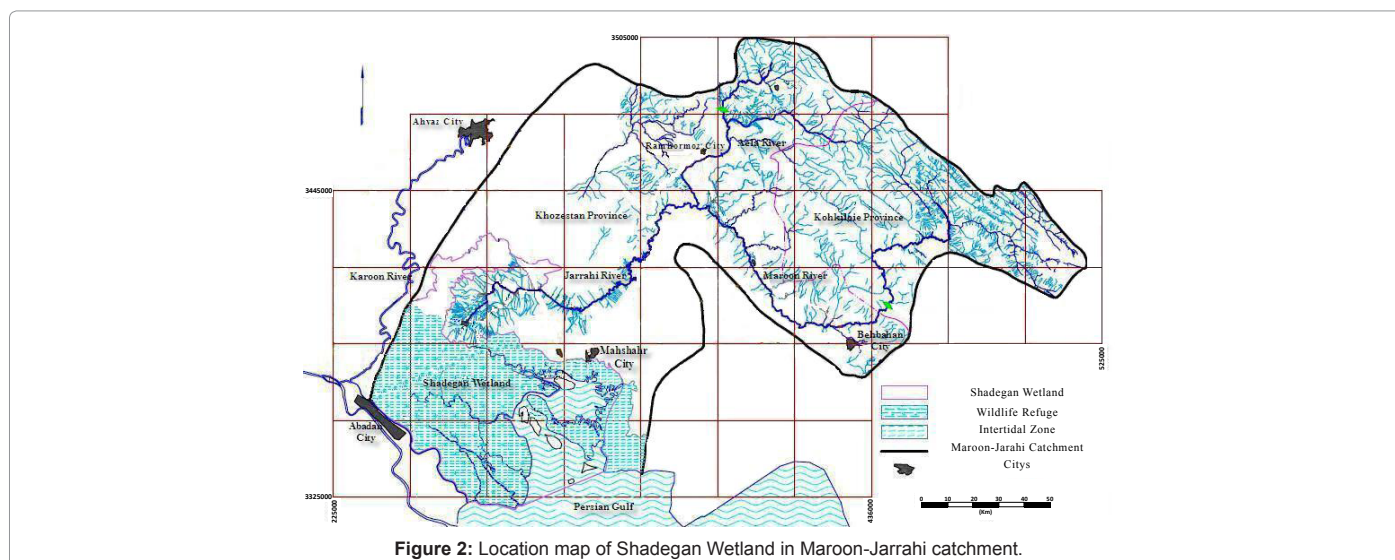 3505000
Ahvaz City
Ramhormor City
Aela River
3445000
Khozestan Province
Kohkiluie Province
Karoon River
Jarrahi River
Maroon River
Behbahan
City
Mahshahr
City
525000
Shadegan Wetland
Shadegan Wetland
Wildlife Refuge
Intertidal Zone
Abadan
City
Maroon-Jarahi Catchment
Citys
3325000
Persian Gulf
0 10 20 30 40 50
(Km)
225000
436000
Figure 2: Location map of Shadegan Wetland in Maroon-Jarrahi catchment.